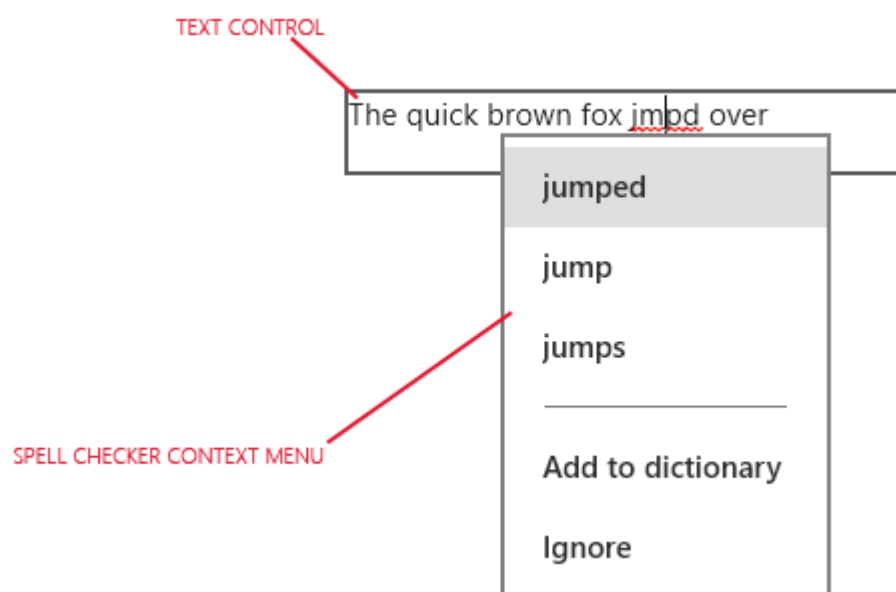 TEXT CONTROL
The quick brown fox jmpd over
jumped
jump
jumps
SPELL CHECKER CONTEXT MENU
Add to dictionary
Ignore